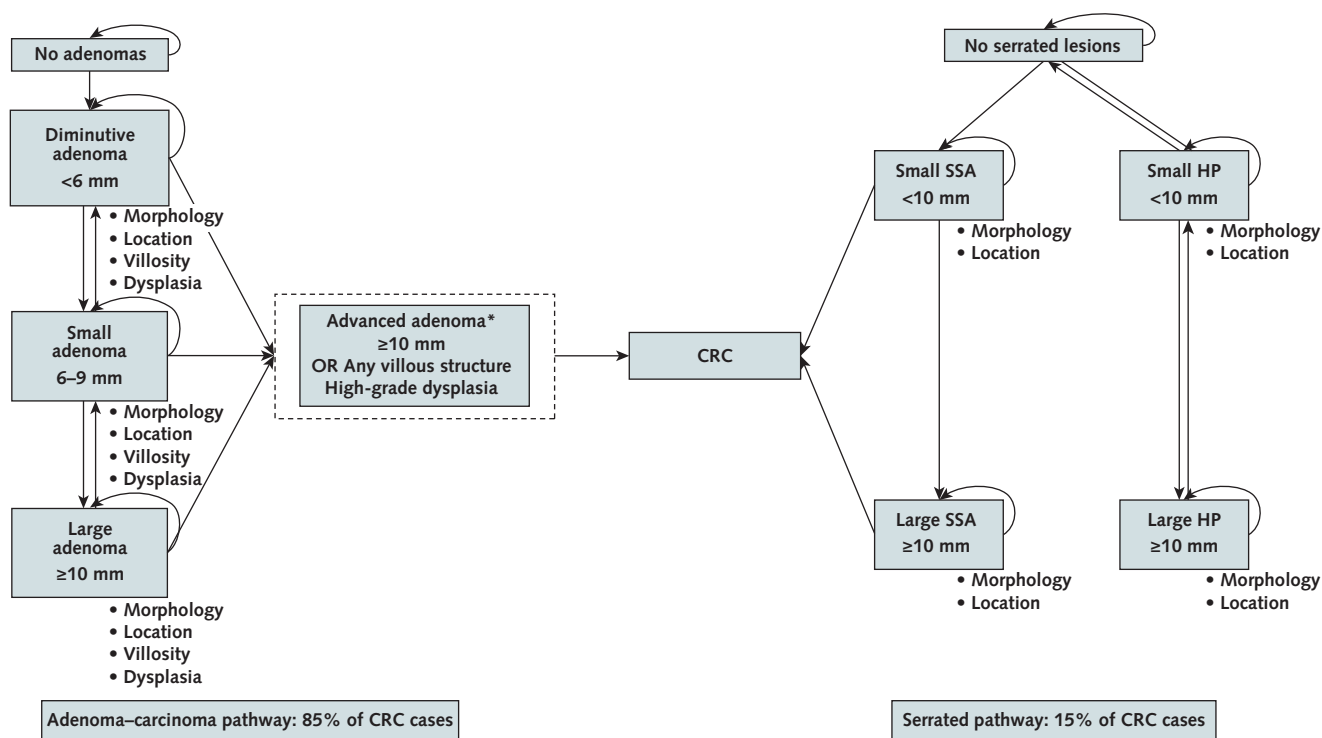 No adenomas
Diminutive
adenoma
<6 mm
• Morphology
• Location
• Villosity
• Dysplasia
Small
adenoma
6–9 mm
• Morphology
• Location
• Villosity
• Dysplasia
Large
adenoma
≥10 mm
• Morphology
• Location
• Villosity
• Dysplasia
Adenoma–carcinoma pathway: 85% of CRC cases
Advanced adenoma*
≥10 mm
OR Any villous structure
High-grade dysplasia
CRC
No serrated lesions
Small SSA
<10 mm
• Morphology
• Location
Large SSA
≥10 mm
• Morphology
• Location
Small HP
<10 mm
• Morphology
• Location
Large HP
≥10 mm
• Morphology
• Location
Serrated pathway: 15% of CRC cases